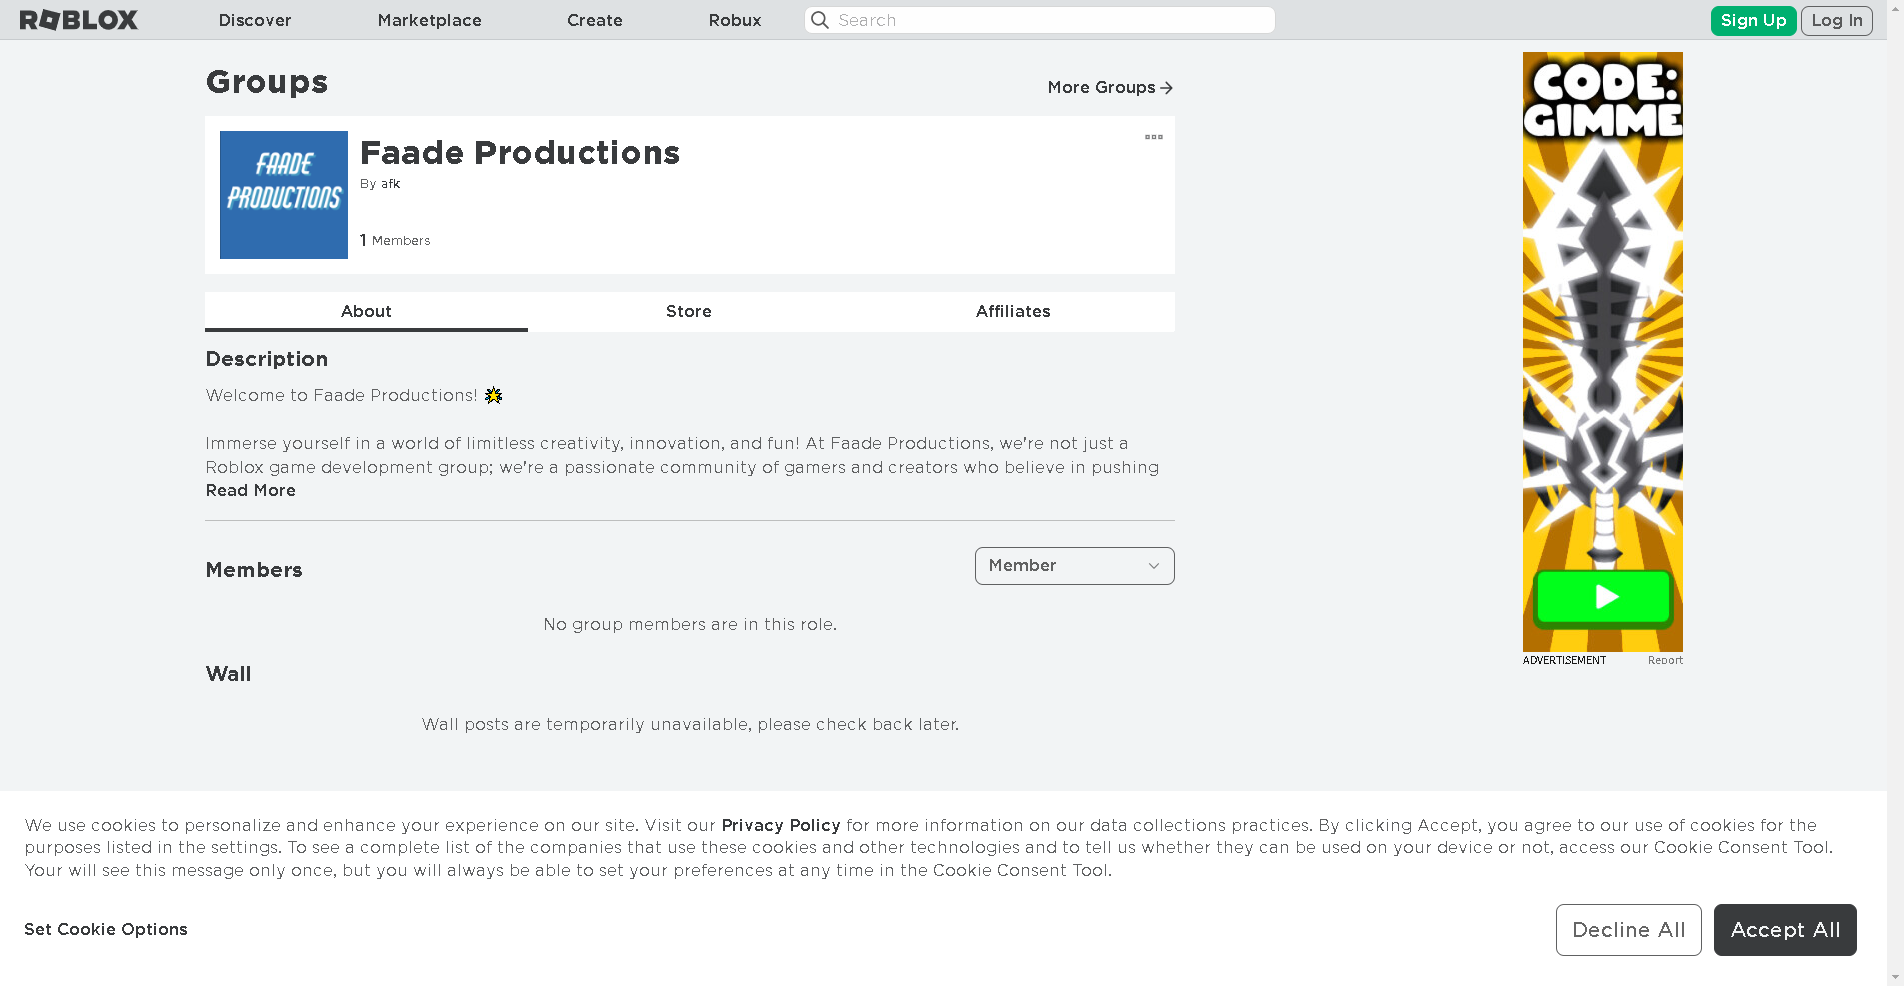 ROBLOX Discover Marketplace Create Robux Search Sign Up Log In
Groups
More Groups
FAADE
PRODUCTIONS
Faade Productions
By afk
1 Members
About Store Affiliates
Description
Welcome to Faade Productions! 🌟
Immerse yourself in a world of limitless creativity, innovation, and fun! At Faade Productions, we're not just a
Roblox game development group; we're a passionate community of gamers and creators who believe in pushing
Read More
Members
Member
No group members are in this role.
Wall
Wall posts are temporarily unavailable, please check back later.
CODE:
GIMME
ADVERTISEMENT Report
We use cookies to personalize and enhance your experience on our site. Visit our Privacy Policy for more information on our data collections practices. By clicking Accept, you agree to our use of cookies for the
purposes listed in the settings. To see a complete list of the companies that use these cookies and other technologies and to tell us whether they can be used on your device or not, access our Cookie Consent Tool.
Your will see this message only once, but you will always be able to set your preferences at any time in the Cookie Consent Tool.
Set Cookie Options
Decline All
Accept All